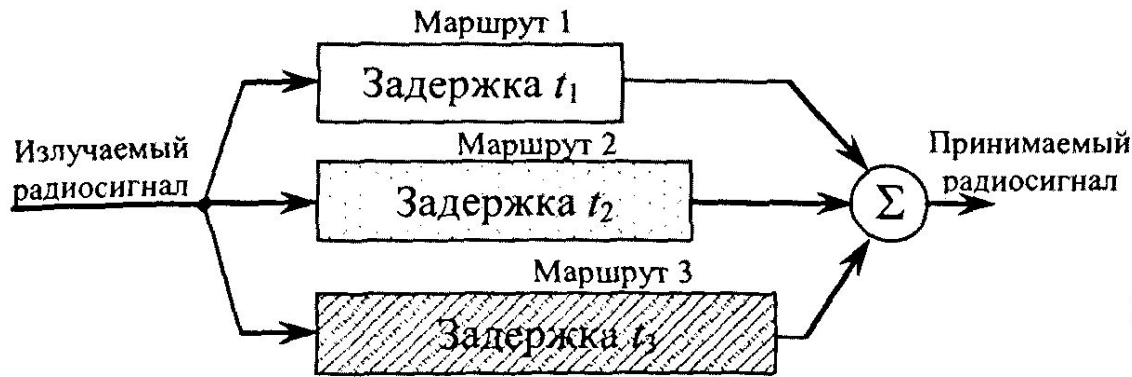 Маршрут 1
Задержка t1
Излучаемый
радиосигнал
Маршрут 2
Задержка t2
Маршрут 3
Задержка t3
Σ
Принимаемый
радиосигнал